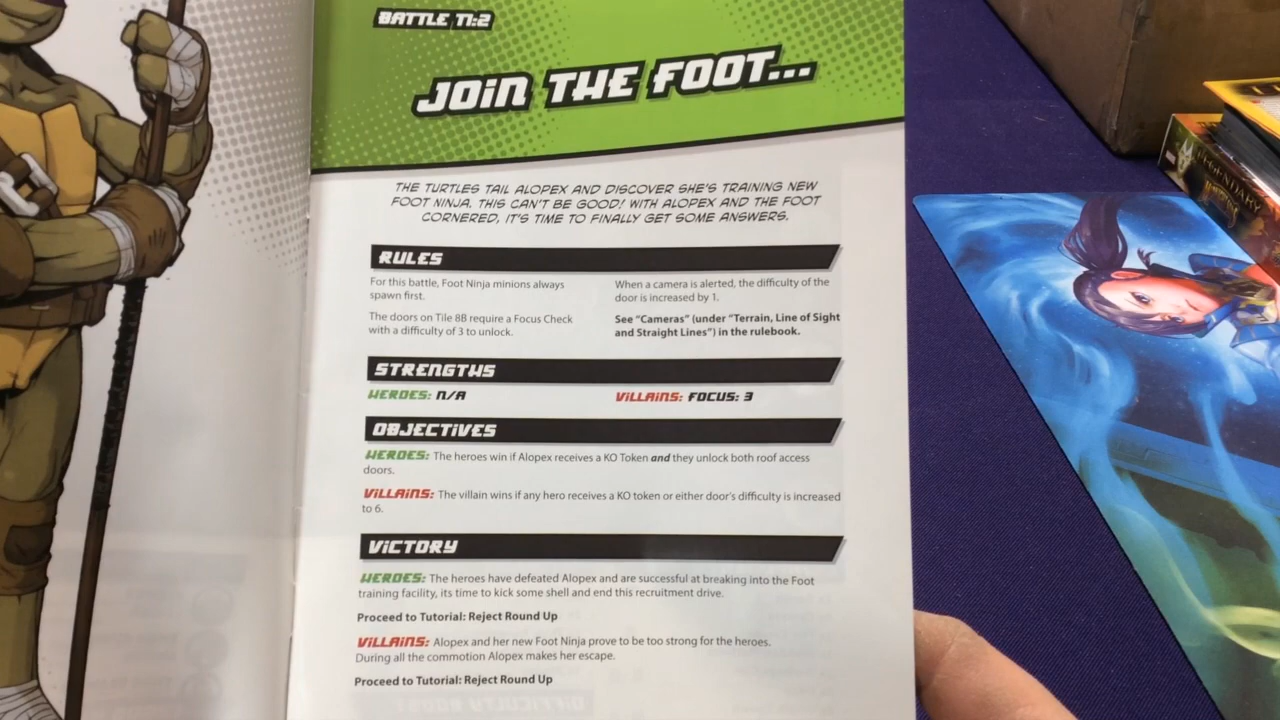 BATTLE T1:2
JOIN THE FOOT...
THE TURTLES TAIL ALOPEX AND DISCOVER SHE'S TRAINING NEW
FOOT NINJA. THIS CAN'T BE GOOD! WITH ALOPEX AND THE FOOT
CORNERED, IT'S TIME TO FINALLY GET SOME ANSWERS.
RULES
For this battle, Foot Ninja minions always
spawn first.
The doors on Tile 8B require a Focus Check
with a difficulty of 3 to unlock.
When a camera is alerted, the difficulty of the
door is increased by 1.
See "Cameras" (under "Terrain, Line of Sight
and Straight Lines") in the rulebook.
STRENGTHS
HEROES: N/A
VILLAINS: FOCUS: 3
OBJECTIVES
HEROES: The heroes win if Alopex receives a KO Token and they unlock both roof access
doors.
VILLAINS: The villain wins if any hero receives a KO token or either door's difficulty is increased
to 6.
VICTORY
HEROES: The heroes have defeated Alopex and are successful at breaking into the Foot
training facility, its time to kick some shell and end this recruitment drive.
Proceed to Tutorial: Reject Round Up
VILLAINS: Alopex and her new Foot Ninja prove to be too strong for the heroes.
During all the commotion Alopex makes her escape.
Proceed to Tutorial: Reject Round Up
LEGENDARY